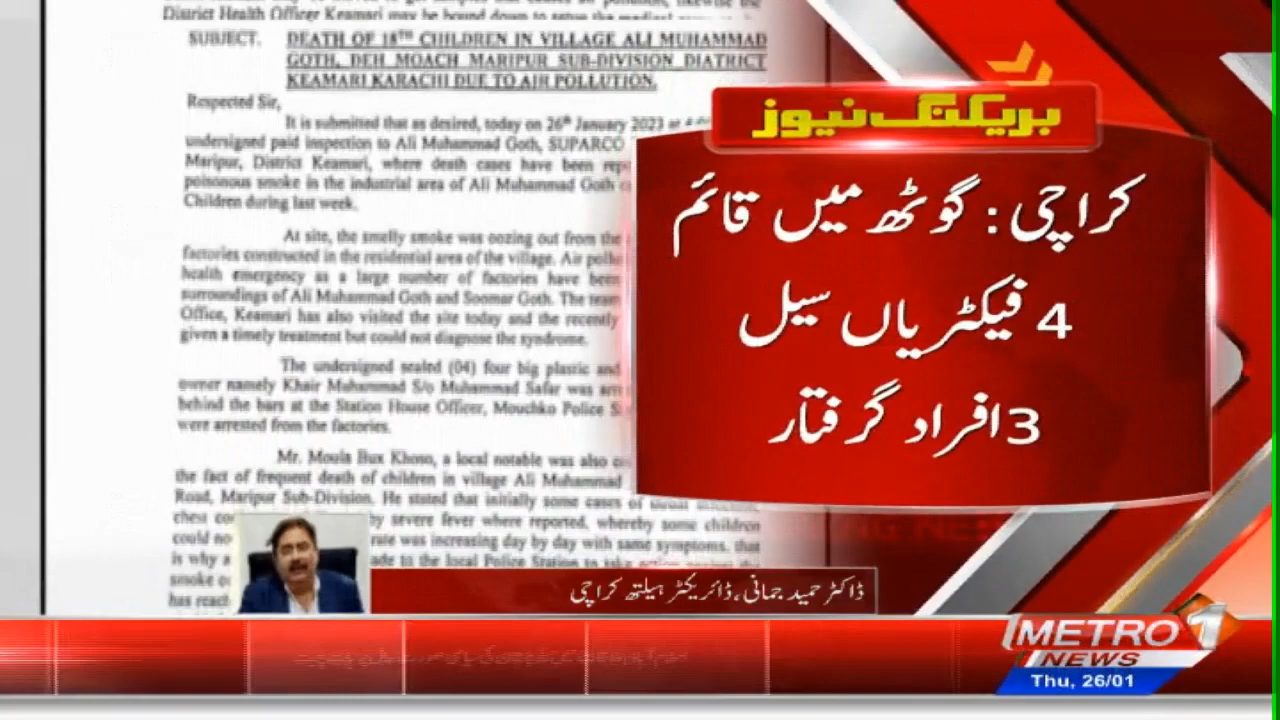 District Health Officer Keamari may be bound down to setup the medical
SUBJECT. DEATH OF 18TH CHILDREN IN VILLAGE ALI MUHAMMAD
GOTH, DEH MOACH MARIPUR SUB-DIVISION DIATRICT
KEAMARI KARACHI DUE TO AIR POLLUTION.
Respected Sir,
It is submitted that as desired, today on 26th January 2023 at
undersigned paid inspection to Ali Muhammad Goth, SUPARCO
Maripur, District Keamari, where death cases have been
poisonous smoke in the industrial area of Ali Muhammad Goth
Children during last week.
At site, the smelly smoke was oozing out from the
factories constructed in the residential area of the village. Air
health emergency as a large number of factories have been
surroundings of Ali Muhammad Goth and Soomar Goth. The team
Office, Keamari has also visited the site today and the recently
given a timely treatment but could not diagnose the syndrome.
The undersigned sealed (04) four big plastic and
owner namely Khair Muhammad S/o Muhammad Safar was
behind the bars at the Station House Officer, Mouchko Police
were arrested from the factories.
Mr. Moula Bux Khoso, a local notable was also
the fact of frequent death of children in village Ali Muhammad
Road, Maripur Sub-Division. He stated that initially some cases of
by severe fever where reported, whereby some children
could rate was increasing day by day with same symptoms, that
is why to the local Police Station to
smoke
has
بریکنگ نیوز
کراچی : گوٹھ میں قائم
4 فیکٹریاں سیل
3 افراد گرفتار
ڈاکٹر حمید جمانی، ڈائریکٹر ہیلتھ کراچی
METRO 1
NEWS
Thu, 26/01